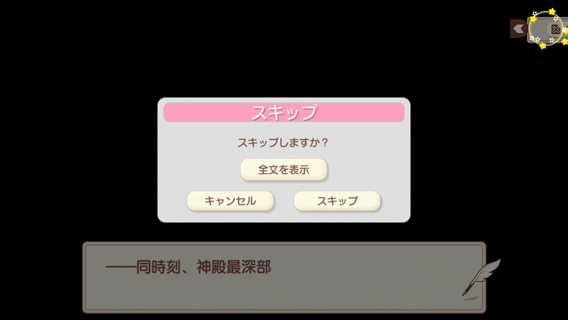 スキップ
スキップしますか？
全文を表示
キャンセル
スキップ
――同時刻、神殿最深部